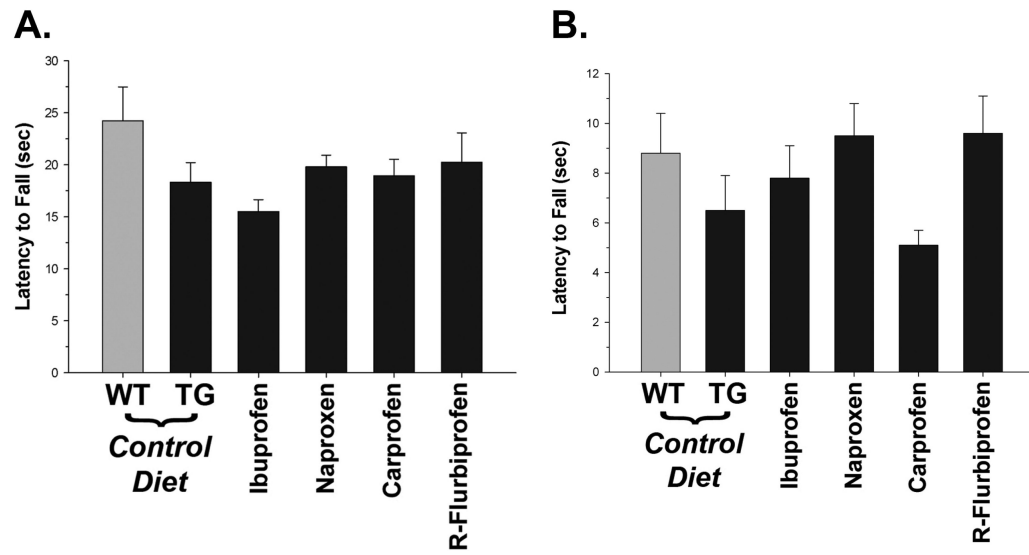 A.
Latency to Fall (sec)
30
25
20
15
10
5
0
WT TG
Control
Diet
Ibuprofen
Naproxen
Carprofen
R-Flurbiprofen
B.
Latency to Fall (sec)
12
10
8
6
4
2
0
WT TG
Control
Diet
Ibuprofen
Naproxen
Carprofen
R-Flurbiprofen